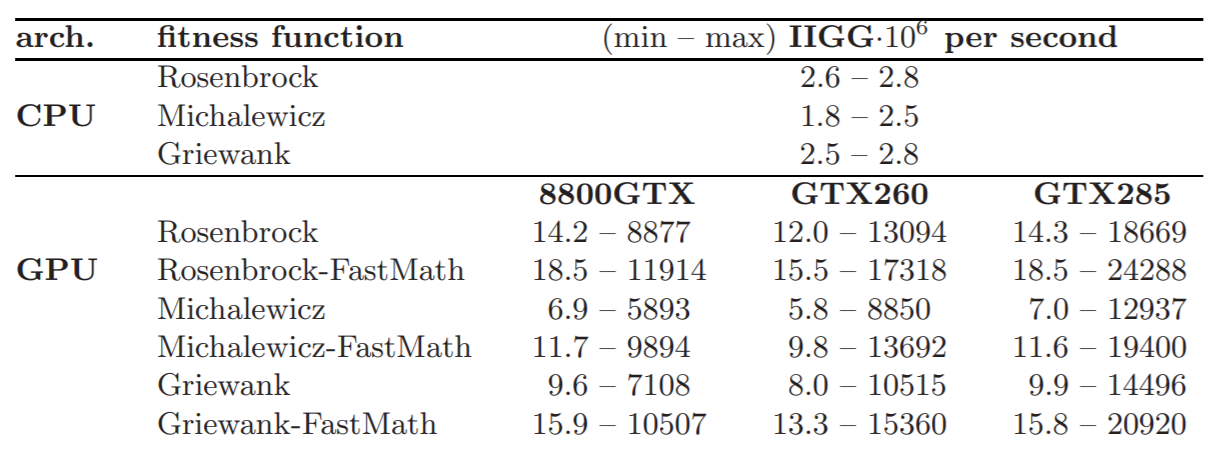 arch. fitness function (min – max) IIGG·10⁶ per second
Rosenbrock 2.6 – 2.8
CPU Michalewicz 1.8 – 2.5
Griewank 2.5 – 2.8
8800GTX GTX260 GTX285
Rosenbrock 14.2 – 8877 12.0 – 13094 14.3 – 18669
GPU Rosenbrock-FastMath 18.5 – 11914 15.5 – 17318 18.5 – 24288
Michalewicz 6.9 – 5893 5.8 – 8850 7.0 – 12937
Michalewicz-FastMath 11.7 – 9894 9.8 – 13692 11.6 – 19400
Griewank 9.6 – 7108 8.0 – 10515 9.9 – 14496
Griewank-FastMath 15.9 – 10507 13.3 – 15360 15.8 – 20920